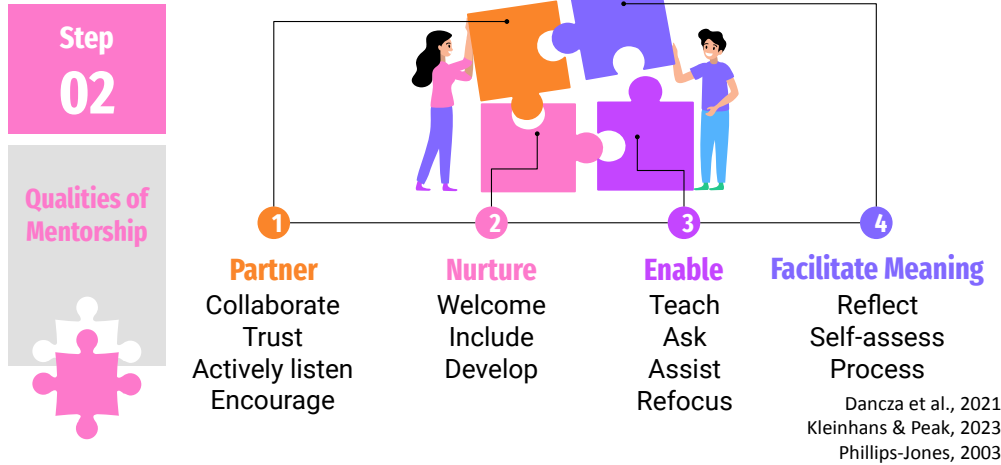 Step
02
Qualities of
Mentorship
1
2
3
4
Partner
Collaborate
Trust
Actively listen
Encourage
Nurture
Welcome
Include
Develop
Enable
Teach
Ask
Assist
Refocus
Facilitate Meaning
Reflect
Self-assess
Process
Dancza et al., 2021
Kleinhans & Peak, 2023
Phillips-Jones, 2003